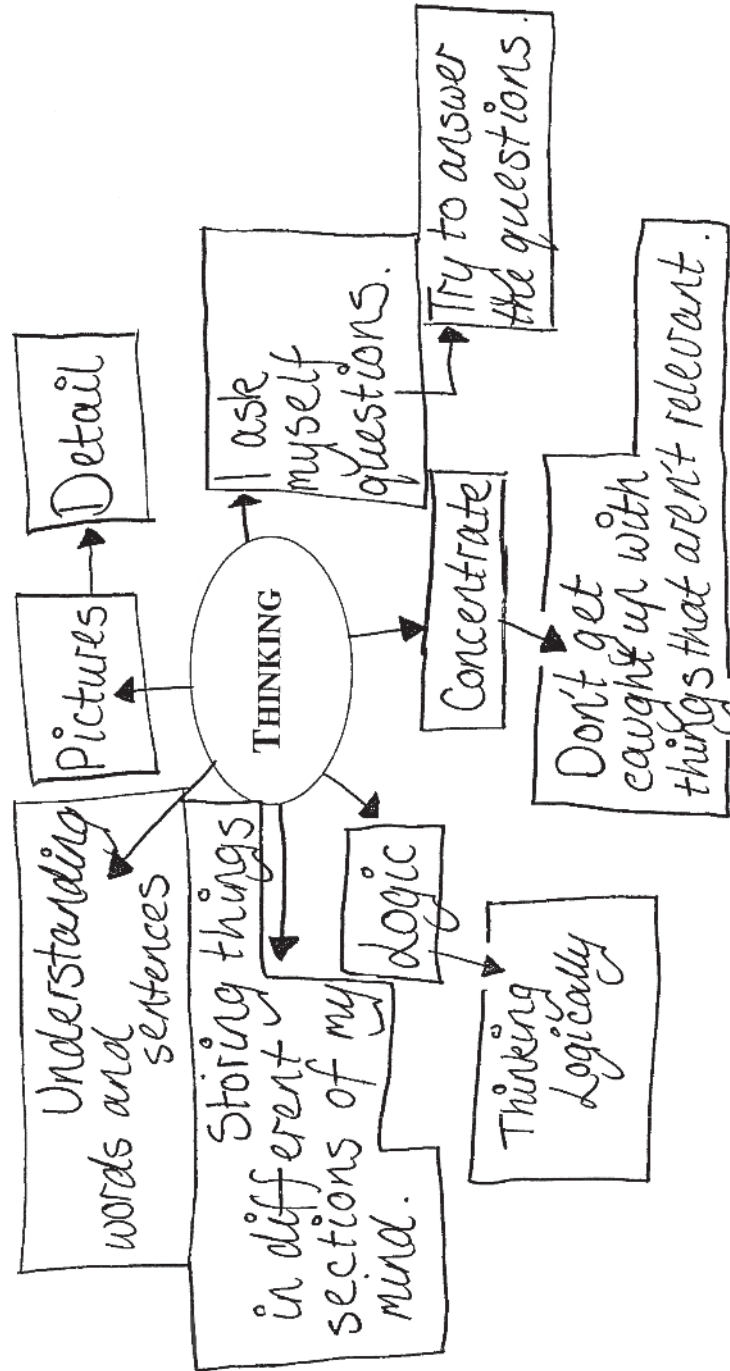 Understanding
words and
sentences
Pictures
Detail
Storing things
in different
sections of my
mind.
THINKING
I ask
myself
questions.
Logic
Concentrate
Try to answer
the questions.
Thinking
Logically
Don't get
caught up with
things that aren't relevant.